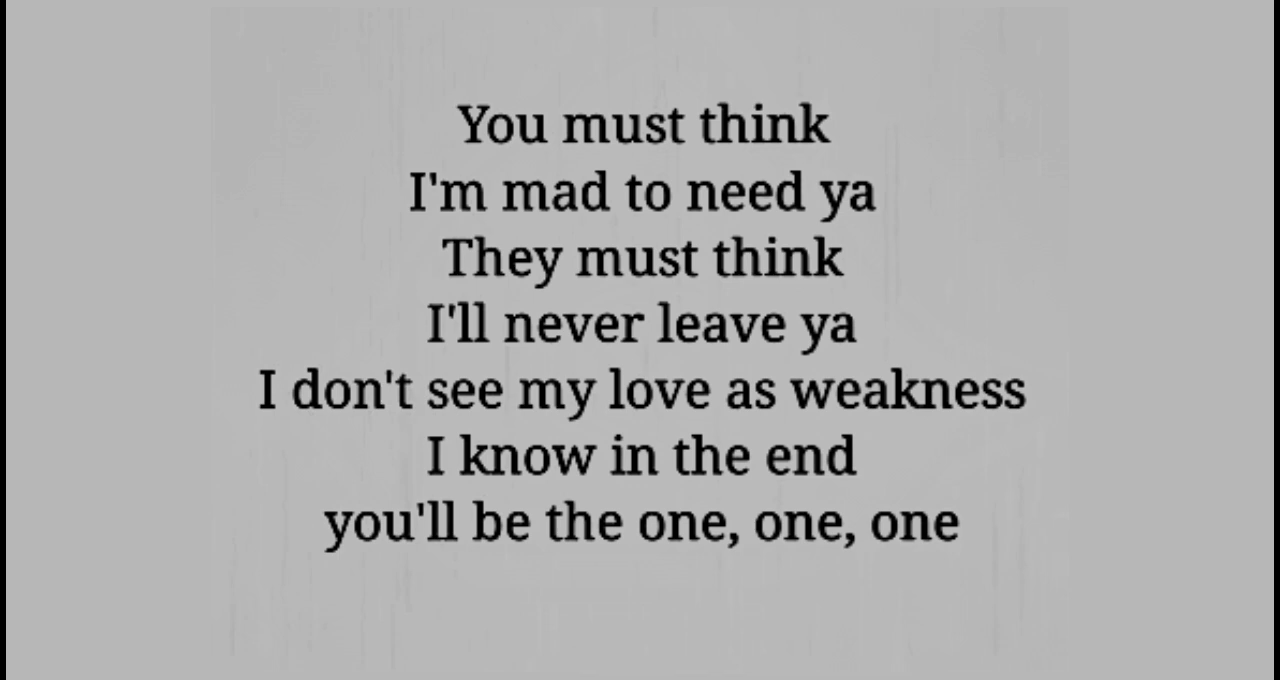 You must think
I'm mad to need ya
They must think
I'll never leave ya
I don't see my love as weakness
I know in the end
you'll be the one, one, one